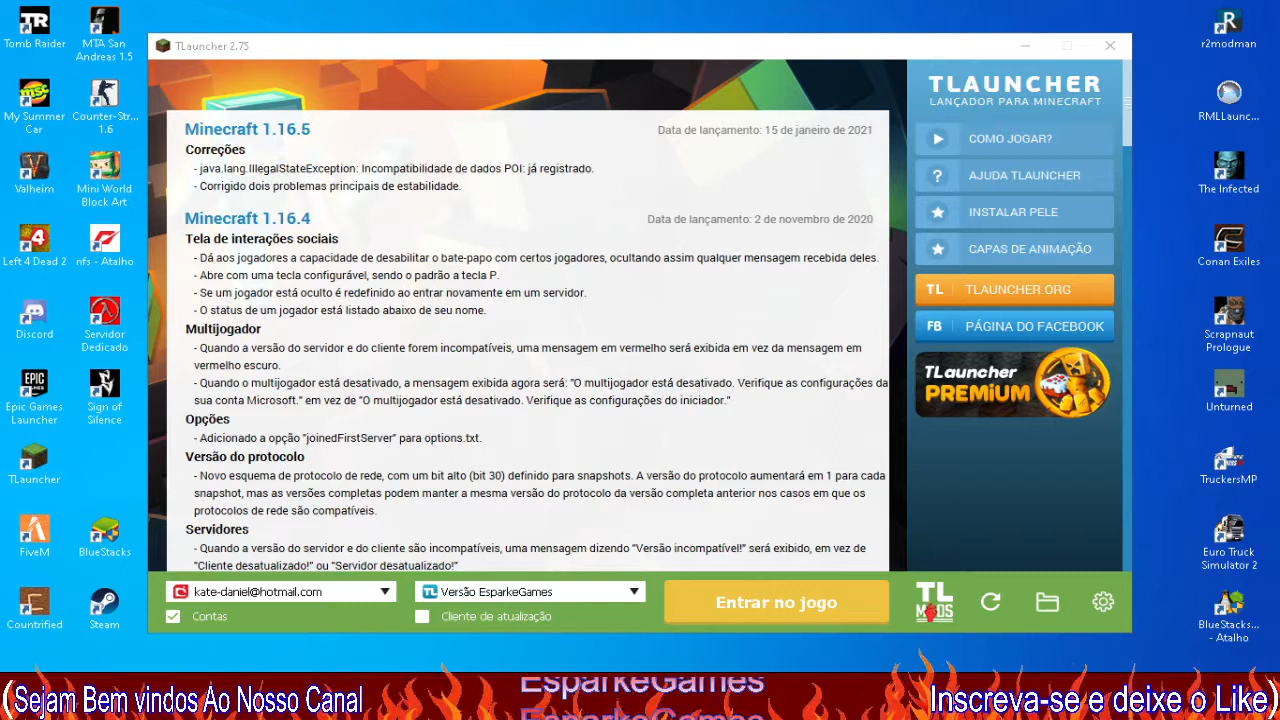 Tomb Raider
MTA San
Andreas 1.5
My Summer
Car
Counter-Str...
1.6
Valheim
Mini World
Block Art
Left 4 Dead 2
nfs - Atalho
Discord
Servidor
Dedicado
Epic Games
Launcher
Sign of
Silence
TLauncher
FiveM
BlueStacks
Countrified
Steam
TLauncher 2.75
Minecraft 1.16.5
Data de lançamento: 15 de janeiro de 2021
Correções
- java.lang.IllegalStateException: Incompatibilidade de dados POI: já registrado.
- Corrigido dois problemas principais de estabilidade.
Minecraft 1.16.4
Data de lançamento: 2 de novembro de 2020
Tela de interações sociais
- Dá aos jogadores a capacidade de desabilitar o bate-papo com certos jogadores, ocultando assim qualquer mensagem recebida deles.
- Abre com uma tecla configurável, sendo o padrão a tecla P.
- Se um jogador está oculto é redefinido ao entrar novamente em um servidor.
- O status de um jogador está listado abaixo de seu nome.
Multijogador
- Quando a versão do servidor e do cliente forem incompatíveis, uma mensagem em vermelho será exibida em vez da mensagem em
vermelho escuro.
- Quando o multijogador está desativado, a mensagem exibida agora será: "O multijogador está desativado. Verifique as configurações da
sua conta Microsoft." em vez de "O multijogador está desativado. Verifique as configurações do iniciador."
Opções
- Adicionado a opção "joinedFirstServer" para options.txt.
Versão do protocolo
- Novo esquema de protocolo de rede, com um bit alto (bit 30) definido para snapshots. A versão do protocolo aumentará em 1 para cada
snapshot, mas as versões completas podem manter a mesma versão do protocolo da versão completa anterior nos casos em que os
protocolos de rede são compatíveis.
Servidores
- Quando a versão do servidor e do cliente são incompatíveis, uma mensagem dizendo "Versão incompatível!" será exibido, em vez de
"Cliente desatualizado!" ou "Servidor desatualizado!"
TLAUNCHER
LANÇADOR PARA MINECRAFT
COMO JOGAR?
? AJUDA TLAUNCHER
INSTALAR PELE
CAPAS DE ANIMAÇÃO
TL TLAUNCHER.ORG
FB PÁGINA DO FACEBOOK
TLauncher
PREMIUM
kate-daniel@hotmail.com
Versão EsparkeGames
Entrar no jogo
TL
MODS
Contas
Cliente de atualização
r2modman
RMLLaunc...
The Infected
Conan Exiles
Scrapnaut
Prologue
Unturned
TruckersMP
Euro Truck
Simulator 2
BlueStacks...
- Atalho
(Sejam Bem vindos Ao Nosso Canal
EsparkeGames
EsparkeGames
Inscreva-se e deixe o Like)